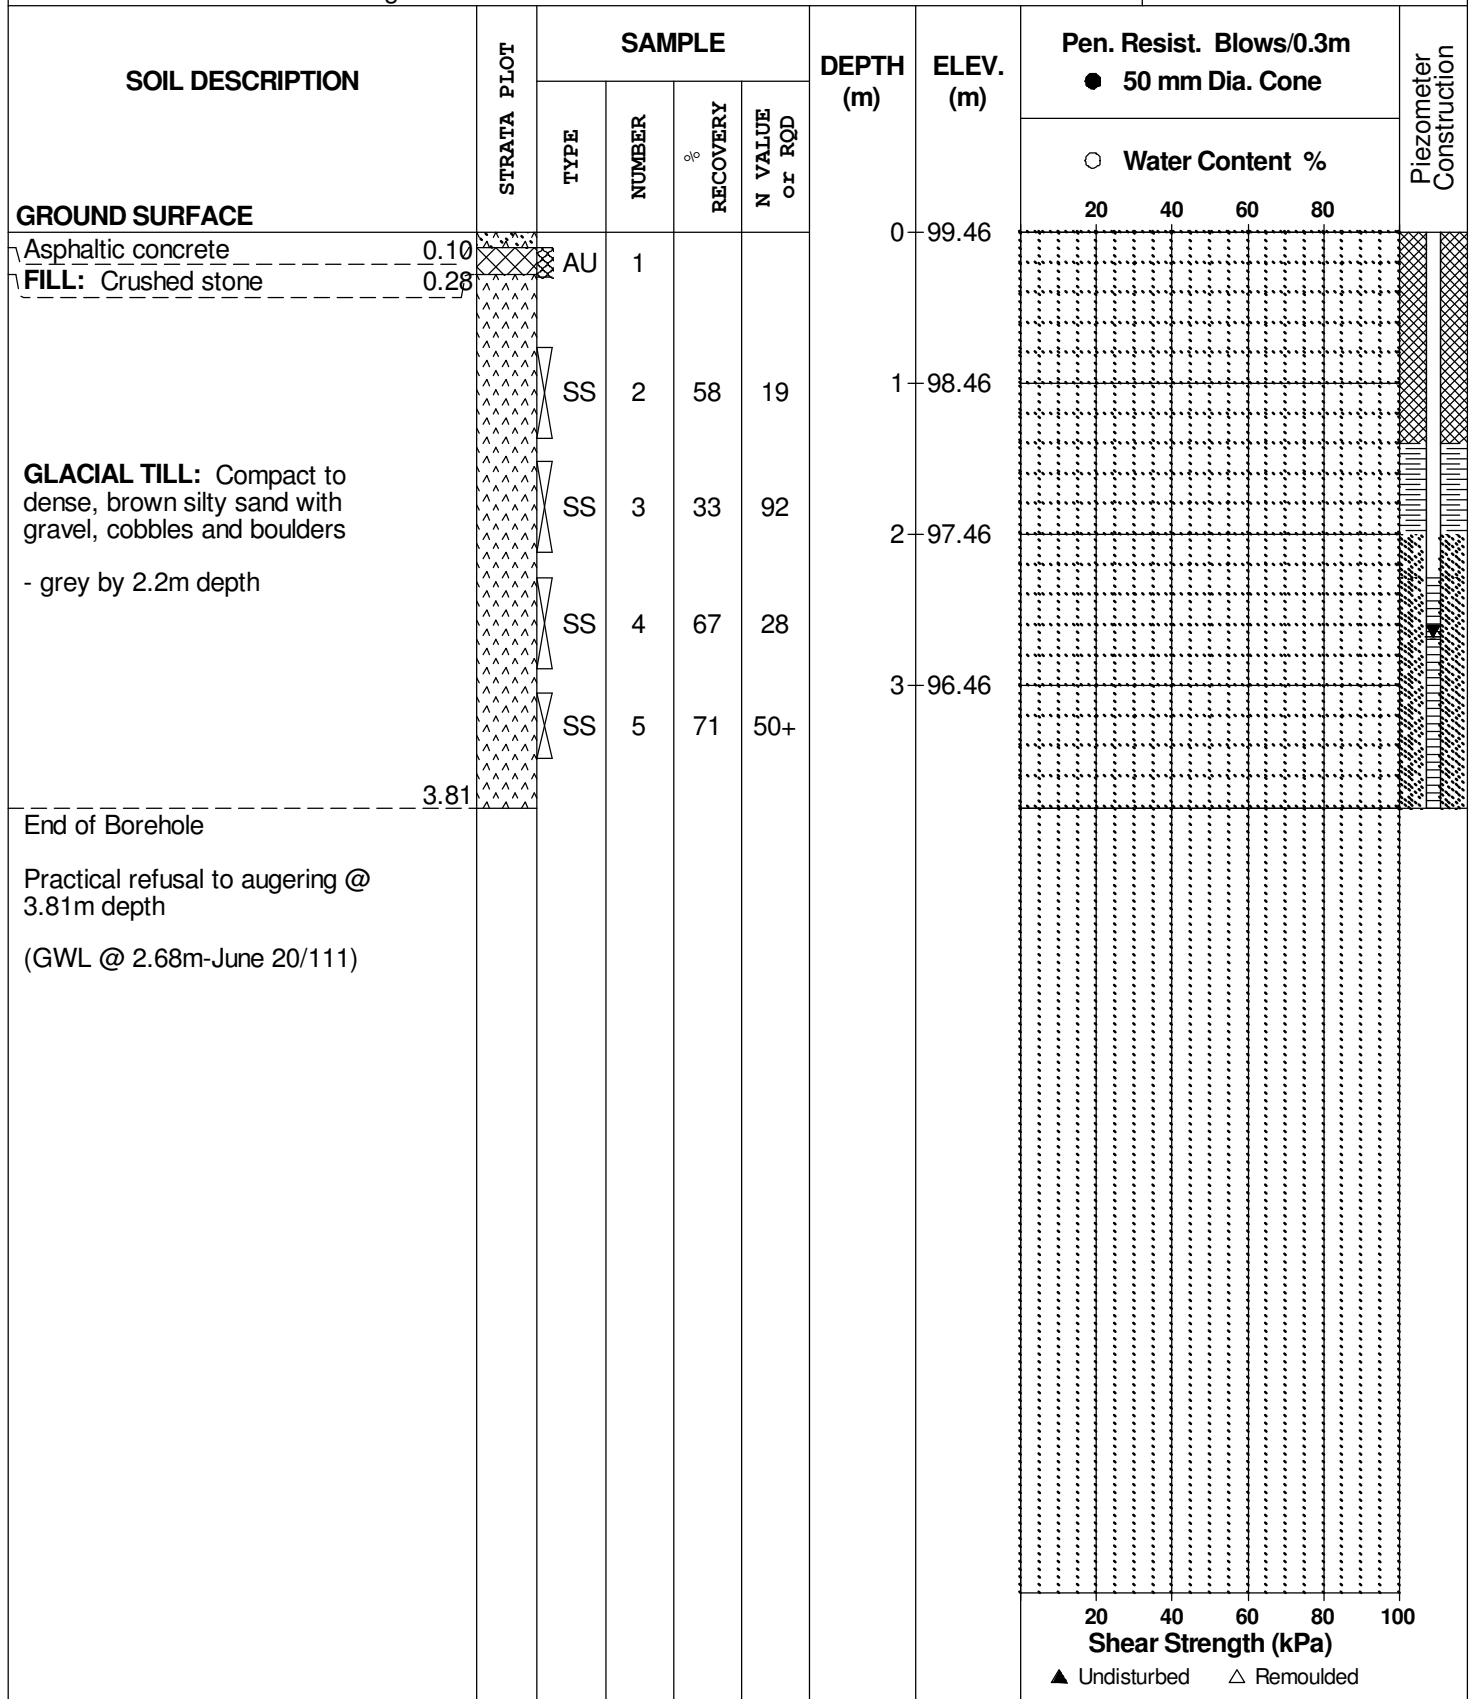 SOIL DESCRIPTION
STRATA PLOT
SAMPLE
TYPE
NUMBER
%
RECOVERY
N VALUE
or RQD
DEPTH
(m)
ELEV.
(m)
Pen. Resist. Blows/0.3m
● 50 mm Dia. Cone
○ Water Content %
Piezometer
Construction
20 40 60 80
GROUND SURFACE
0 99.46
Asphaltic concrete 0.10
FILL: Crushed stone 0.28
AU 1
SS 2 58 19
1 98.46
GLACIAL TILL: Compact to
dense, brown silty sand with
gravel, cobbles and boulders
SS 3 33 92
2 97.46
- grey by 2.2m depth
SS 4 67 28
3 96.46
SS 5 71 50+
3.81
End of Borehole
Practical refusal to augering @
3.81m depth
(GWL @ 2.68m-June 20/111)
20 40 60 80 100
Shear Strength (kPa)
▲ Undisturbed △ Remoulded